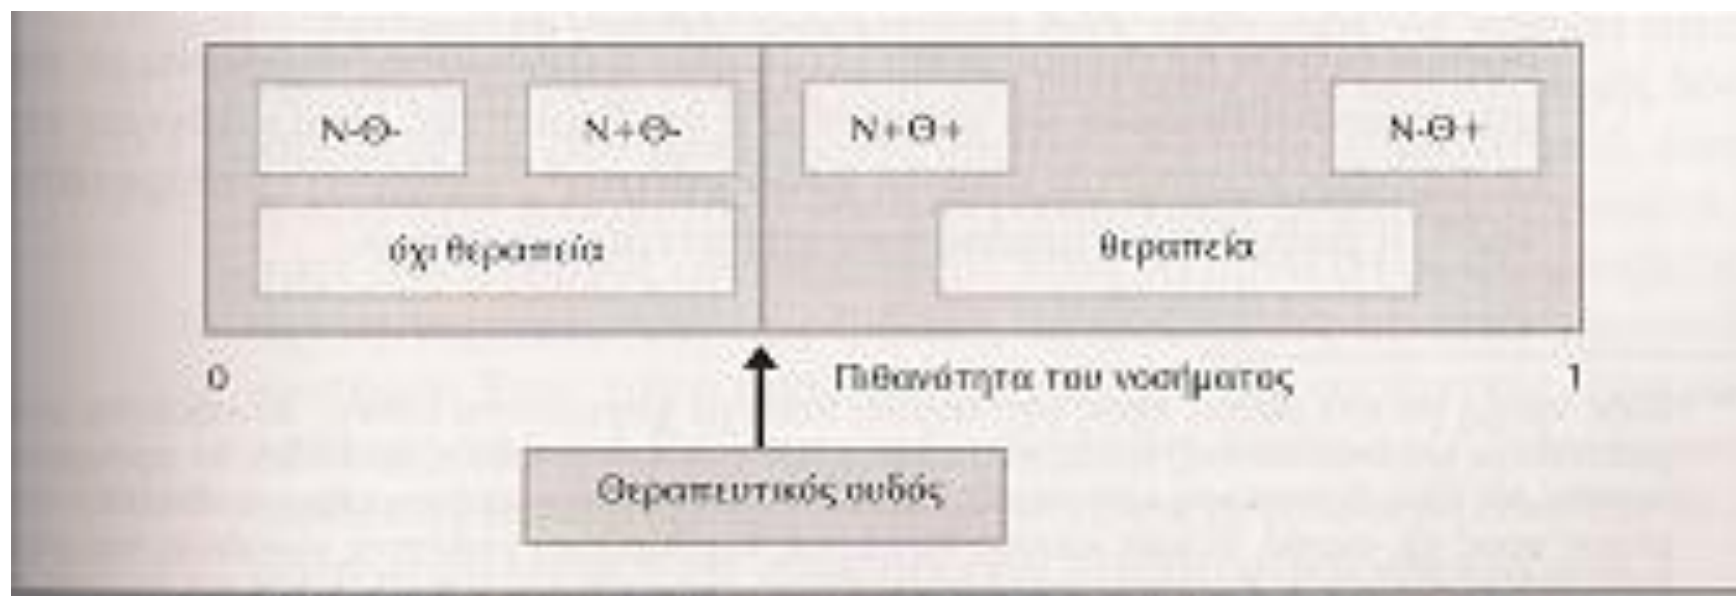 Ν-Θ- Ν+Θ- Ν+Θ+ Ν-Θ+
όχι θεραπεία θεραπεία
0 Πιθανότητα του νοσήματος 1
Θεραπευτικός ουδός